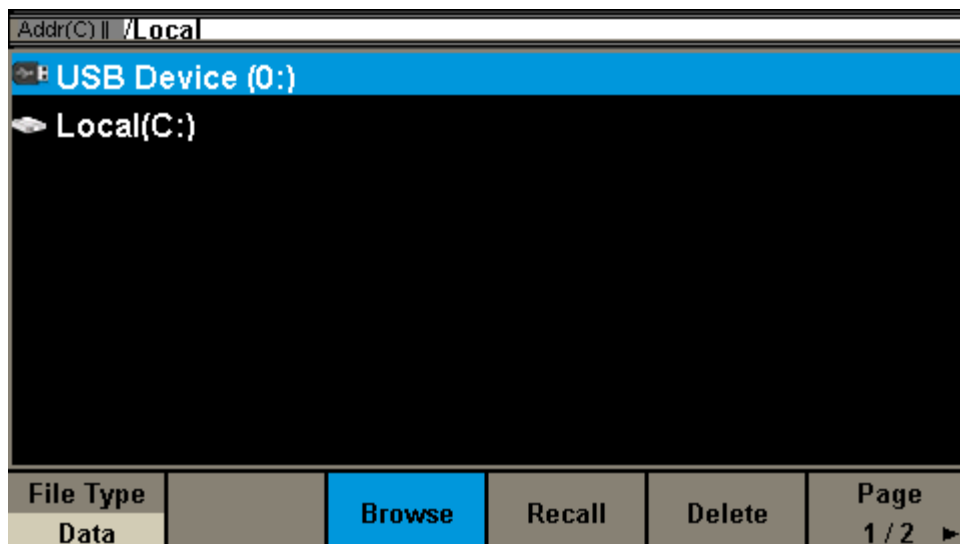 Addr(C) || /Local
USB Device (0:)
Local(C:)
File Type
Data
Browse
Recall
Delete
Page
1 / 2 ►